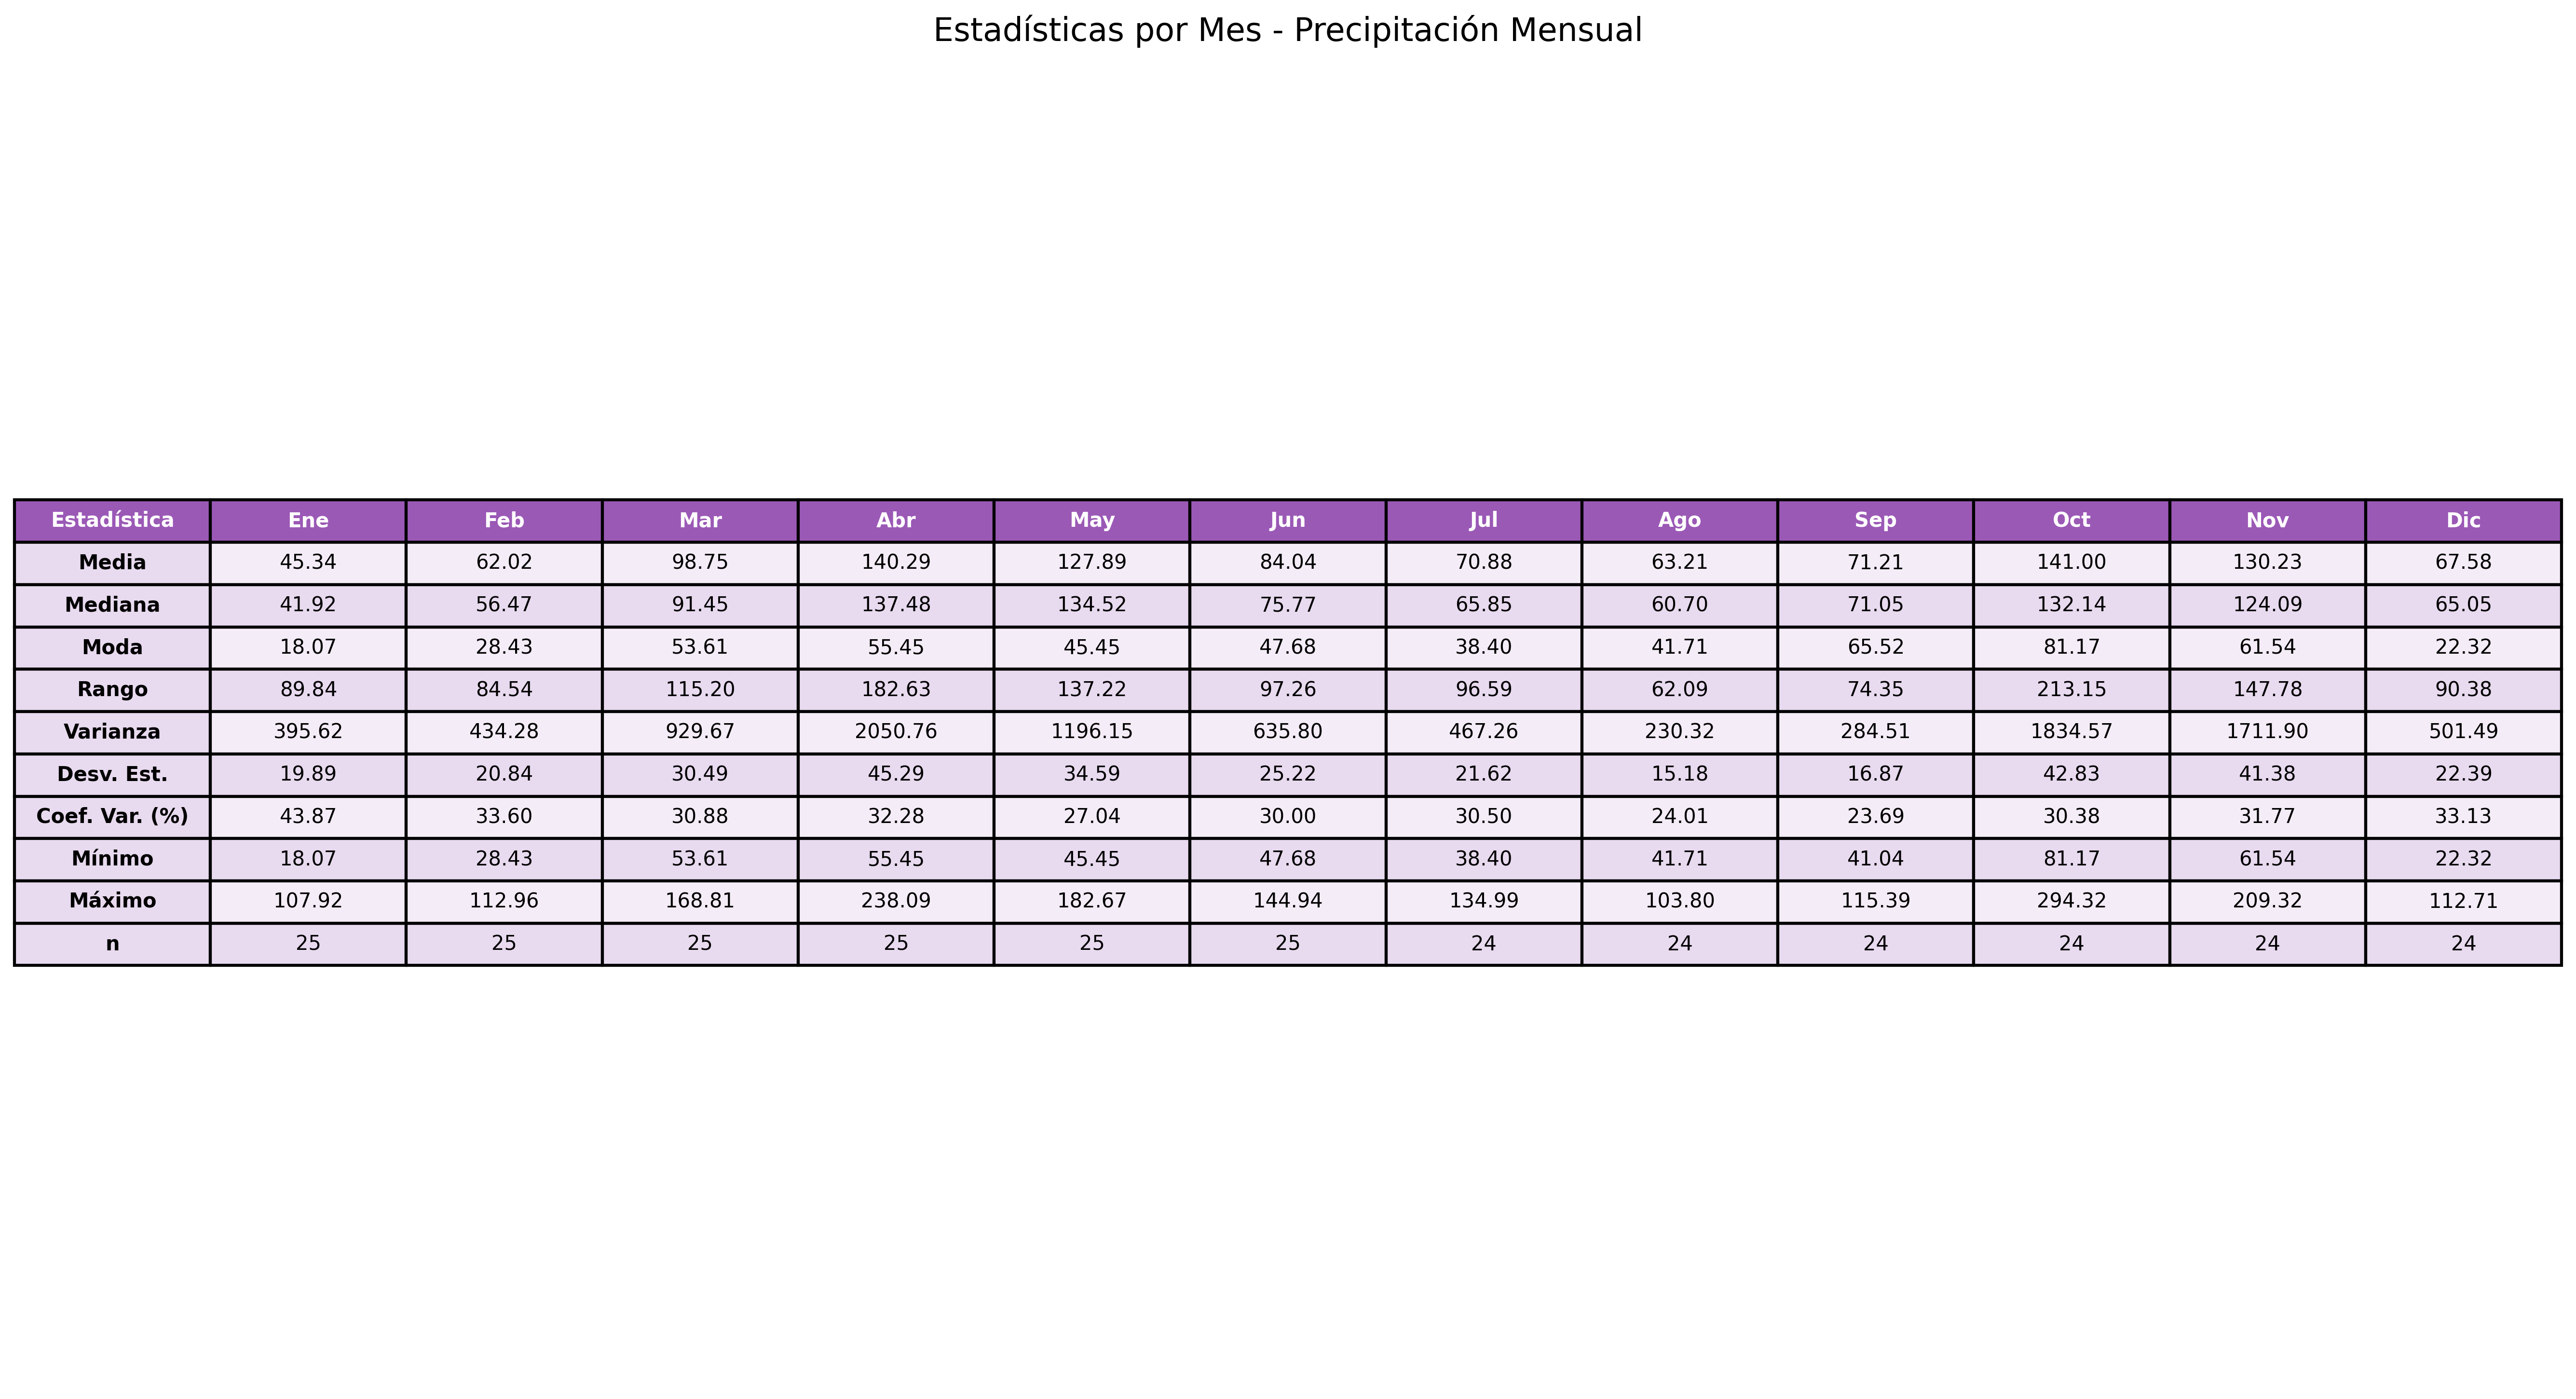 Estadísticas por Mes - Precipitación Mensual
Estadística Ene Feb Mar Abr May Jun Jul Ago Sep Oct Nov Dic
Media 45.34 62.02 98.75 140.29 127.89 84.04 70.88 63.21 71.21 141.00 130.23 67.58
Mediana 41.92 56.47 91.45 137.48 134.52 75.77 65.85 60.70 71.05 132.14 124.09 65.05
Moda 18.07 28.43 53.61 55.45 45.45 47.68 38.40 41.71 65.52 81.17 61.54 22.32
Rango 89.84 84.54 115.20 182.63 137.22 97.26 96.59 62.09 74.35 213.15 147.78 90.38
Varianza 395.62 434.28 929.67 2050.76 1196.15 635.80 467.26 230.32 284.51 1834.57 1711.90 501.49
Desv. Est. 19.89 20.84 30.49 45.29 34.59 25.22 21.62 15.18 16.87 42.83 41.38 22.39
Coef. Var. (%) 43.87 33.60 30.88 32.28 27.04 30.00 30.50 24.01 23.69 30.38 31.77 33.13
Mínimo 18.07 28.43 53.61 55.45 45.45 47.68 38.40 41.71 41.04 81.17 61.54 22.32
Máximo 107.92 112.96 168.81 238.09 182.67 144.94 134.99 103.80 115.39 294.32 209.32 112.71
n 25 25 25 25 25 25 24 24 24 24 24 24